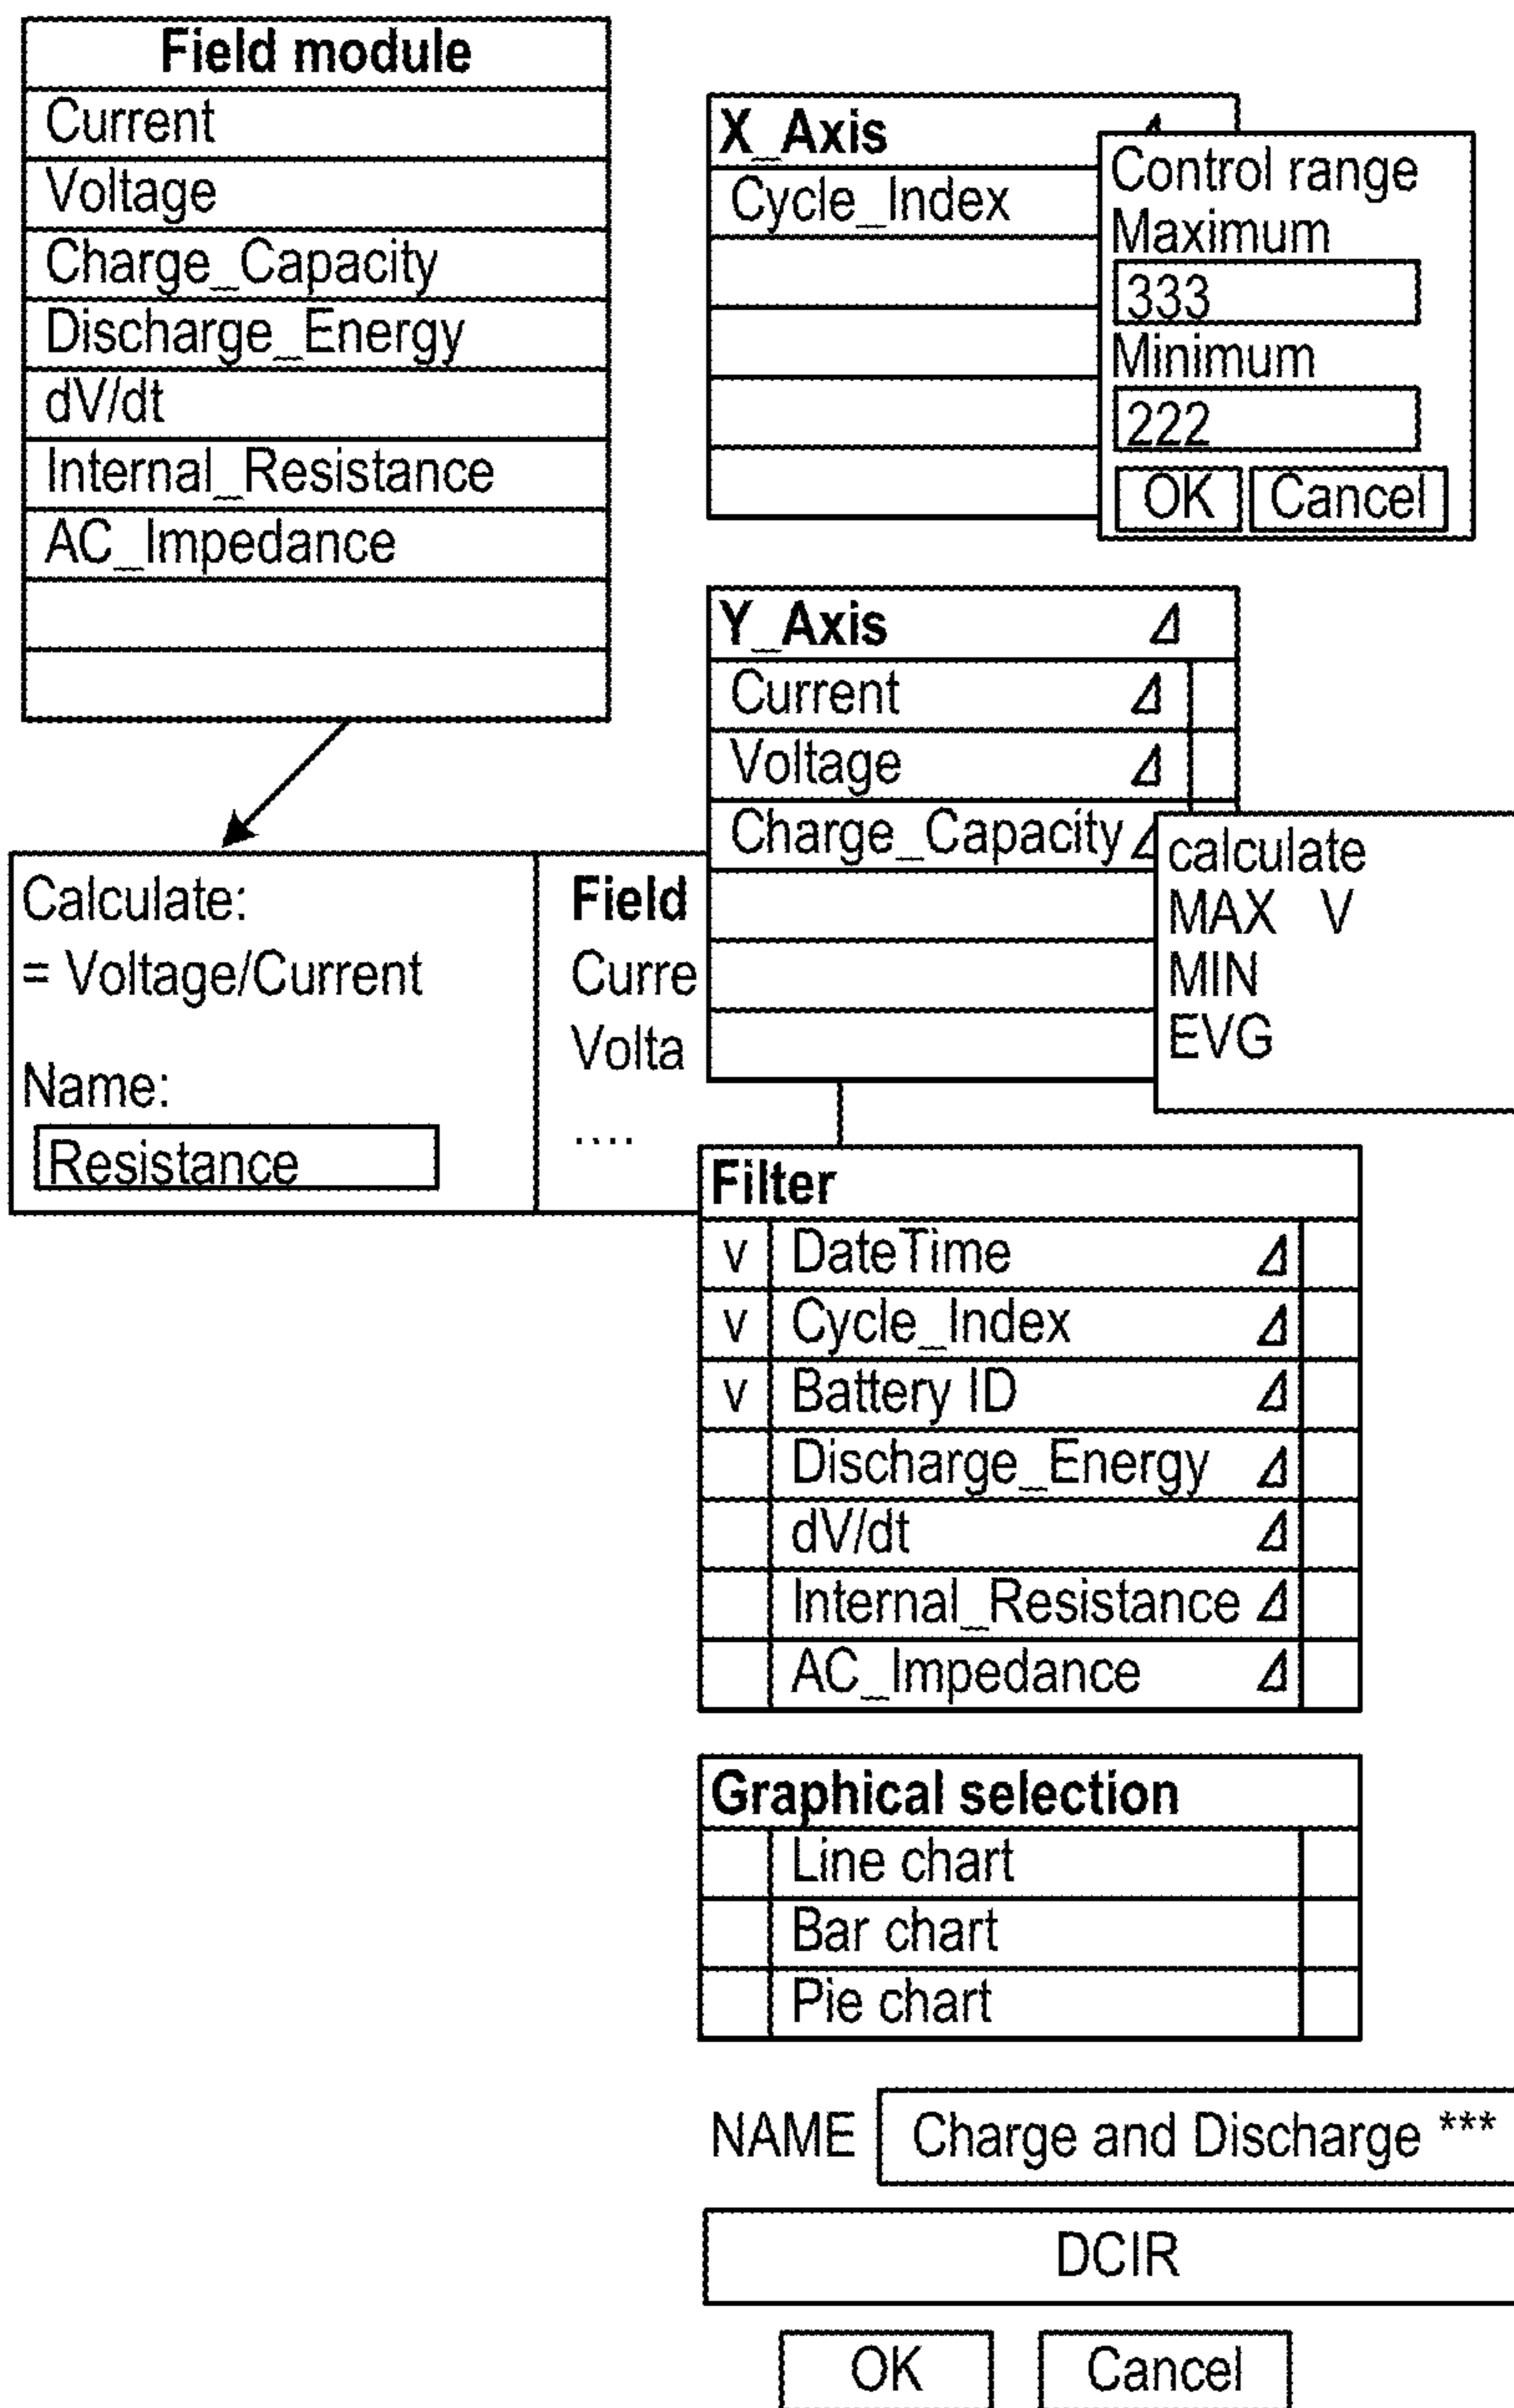 Field module
Current
Voltage
Charge_Capacity
Discharge_Energy
dV/dt
Internal_Resistance
AC_Impedance
X_Axis
Cycle_Index
Control range
Maximum
333
Minimum
222
OK Cancel
Y_Axis
Current
Voltage
Charge_Capacity
calculate
MAX V
MIN
EVG
Calculate:
= Voltage/Current
Name:
Resistance
Field
Curre
Volta
....
Filter
v DateTime
v Cycle_Index
v Battery ID
Discharge_Energy
dV/dt
Internal_Resistance
AC_Impedance
Graphical selection
Line chart
Bar chart
Pie chart
NAME Charge and Discharge ***
DCIR
OK Cancel